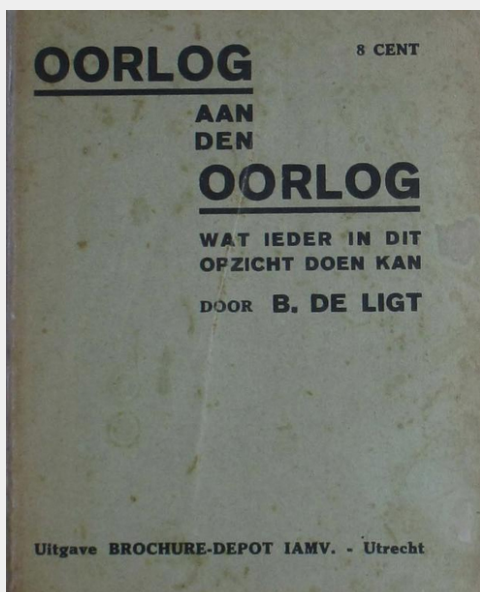 OORLOG
8 CENT
AAN
DEN
OORLOG
WAT IEDER IN DIT
OPZICHT DOEN KAN
DOOR B. DE LIGT
Uitgave BROCHURE-DEPOT IAMV. - Utrecht